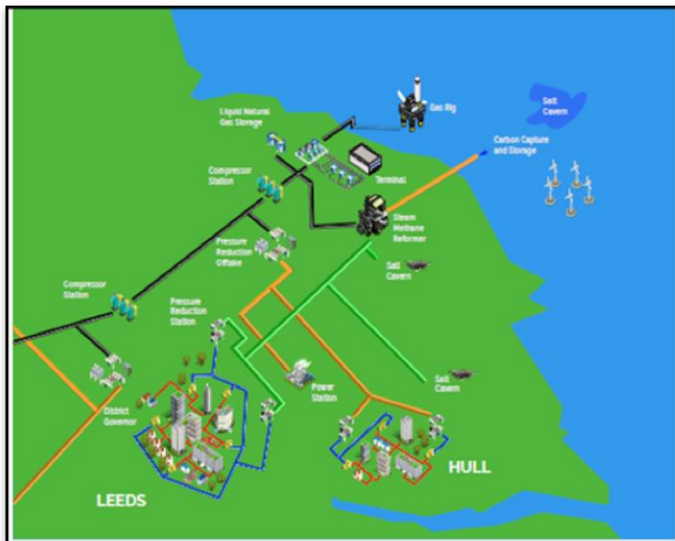 Gas Rig
Salt
Cavern
Liquid Natural
Gas Storage
Carbon Capture
and Storage
Terminal
Compressor
Station
Steam
Methane
Reformer
Pressure
Reduction
Offtake
Salt
Cavern
Compressor
Station
Pressure
Reduction
Station
Power
Station
Salt
Cavern
District
Governor
LEEDS
HULL